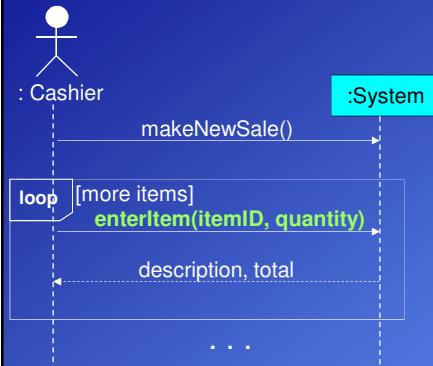 : Cashier
:System
makeNewSale()
loop [more items]
enterItem(itemID, quantity)
description, total
. . .